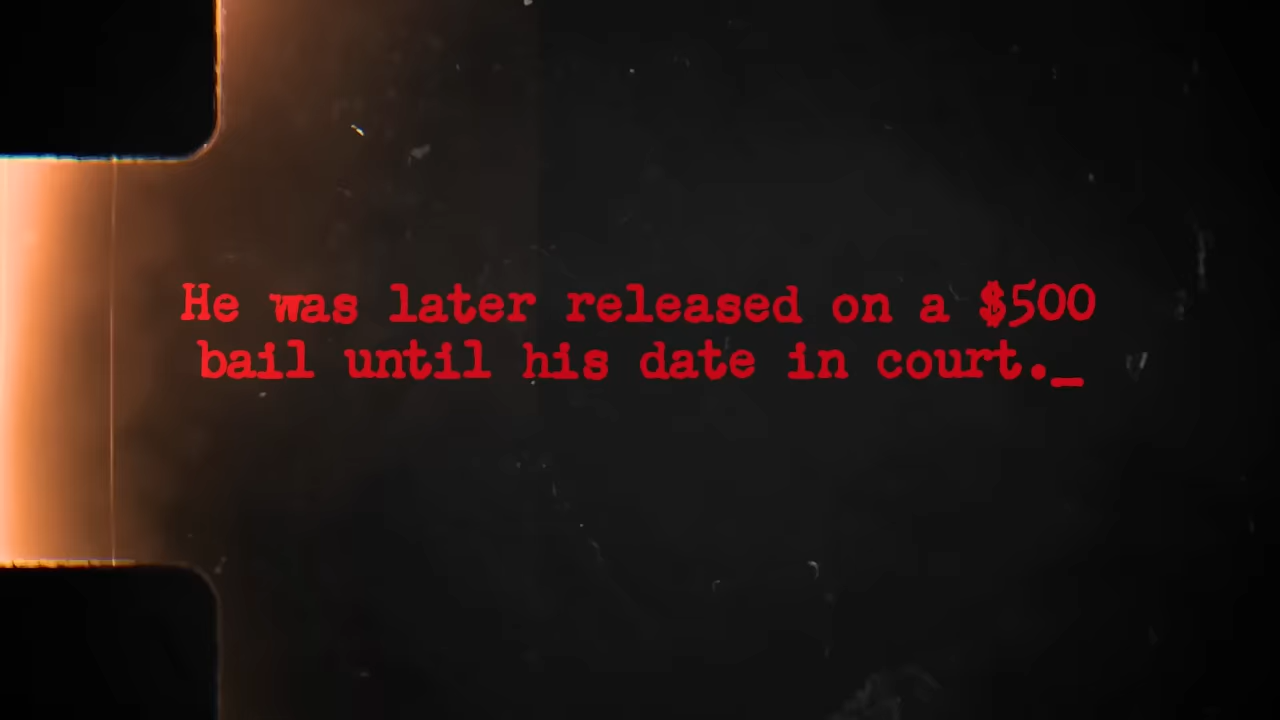 He was later released on a $500
bail until his date in court._